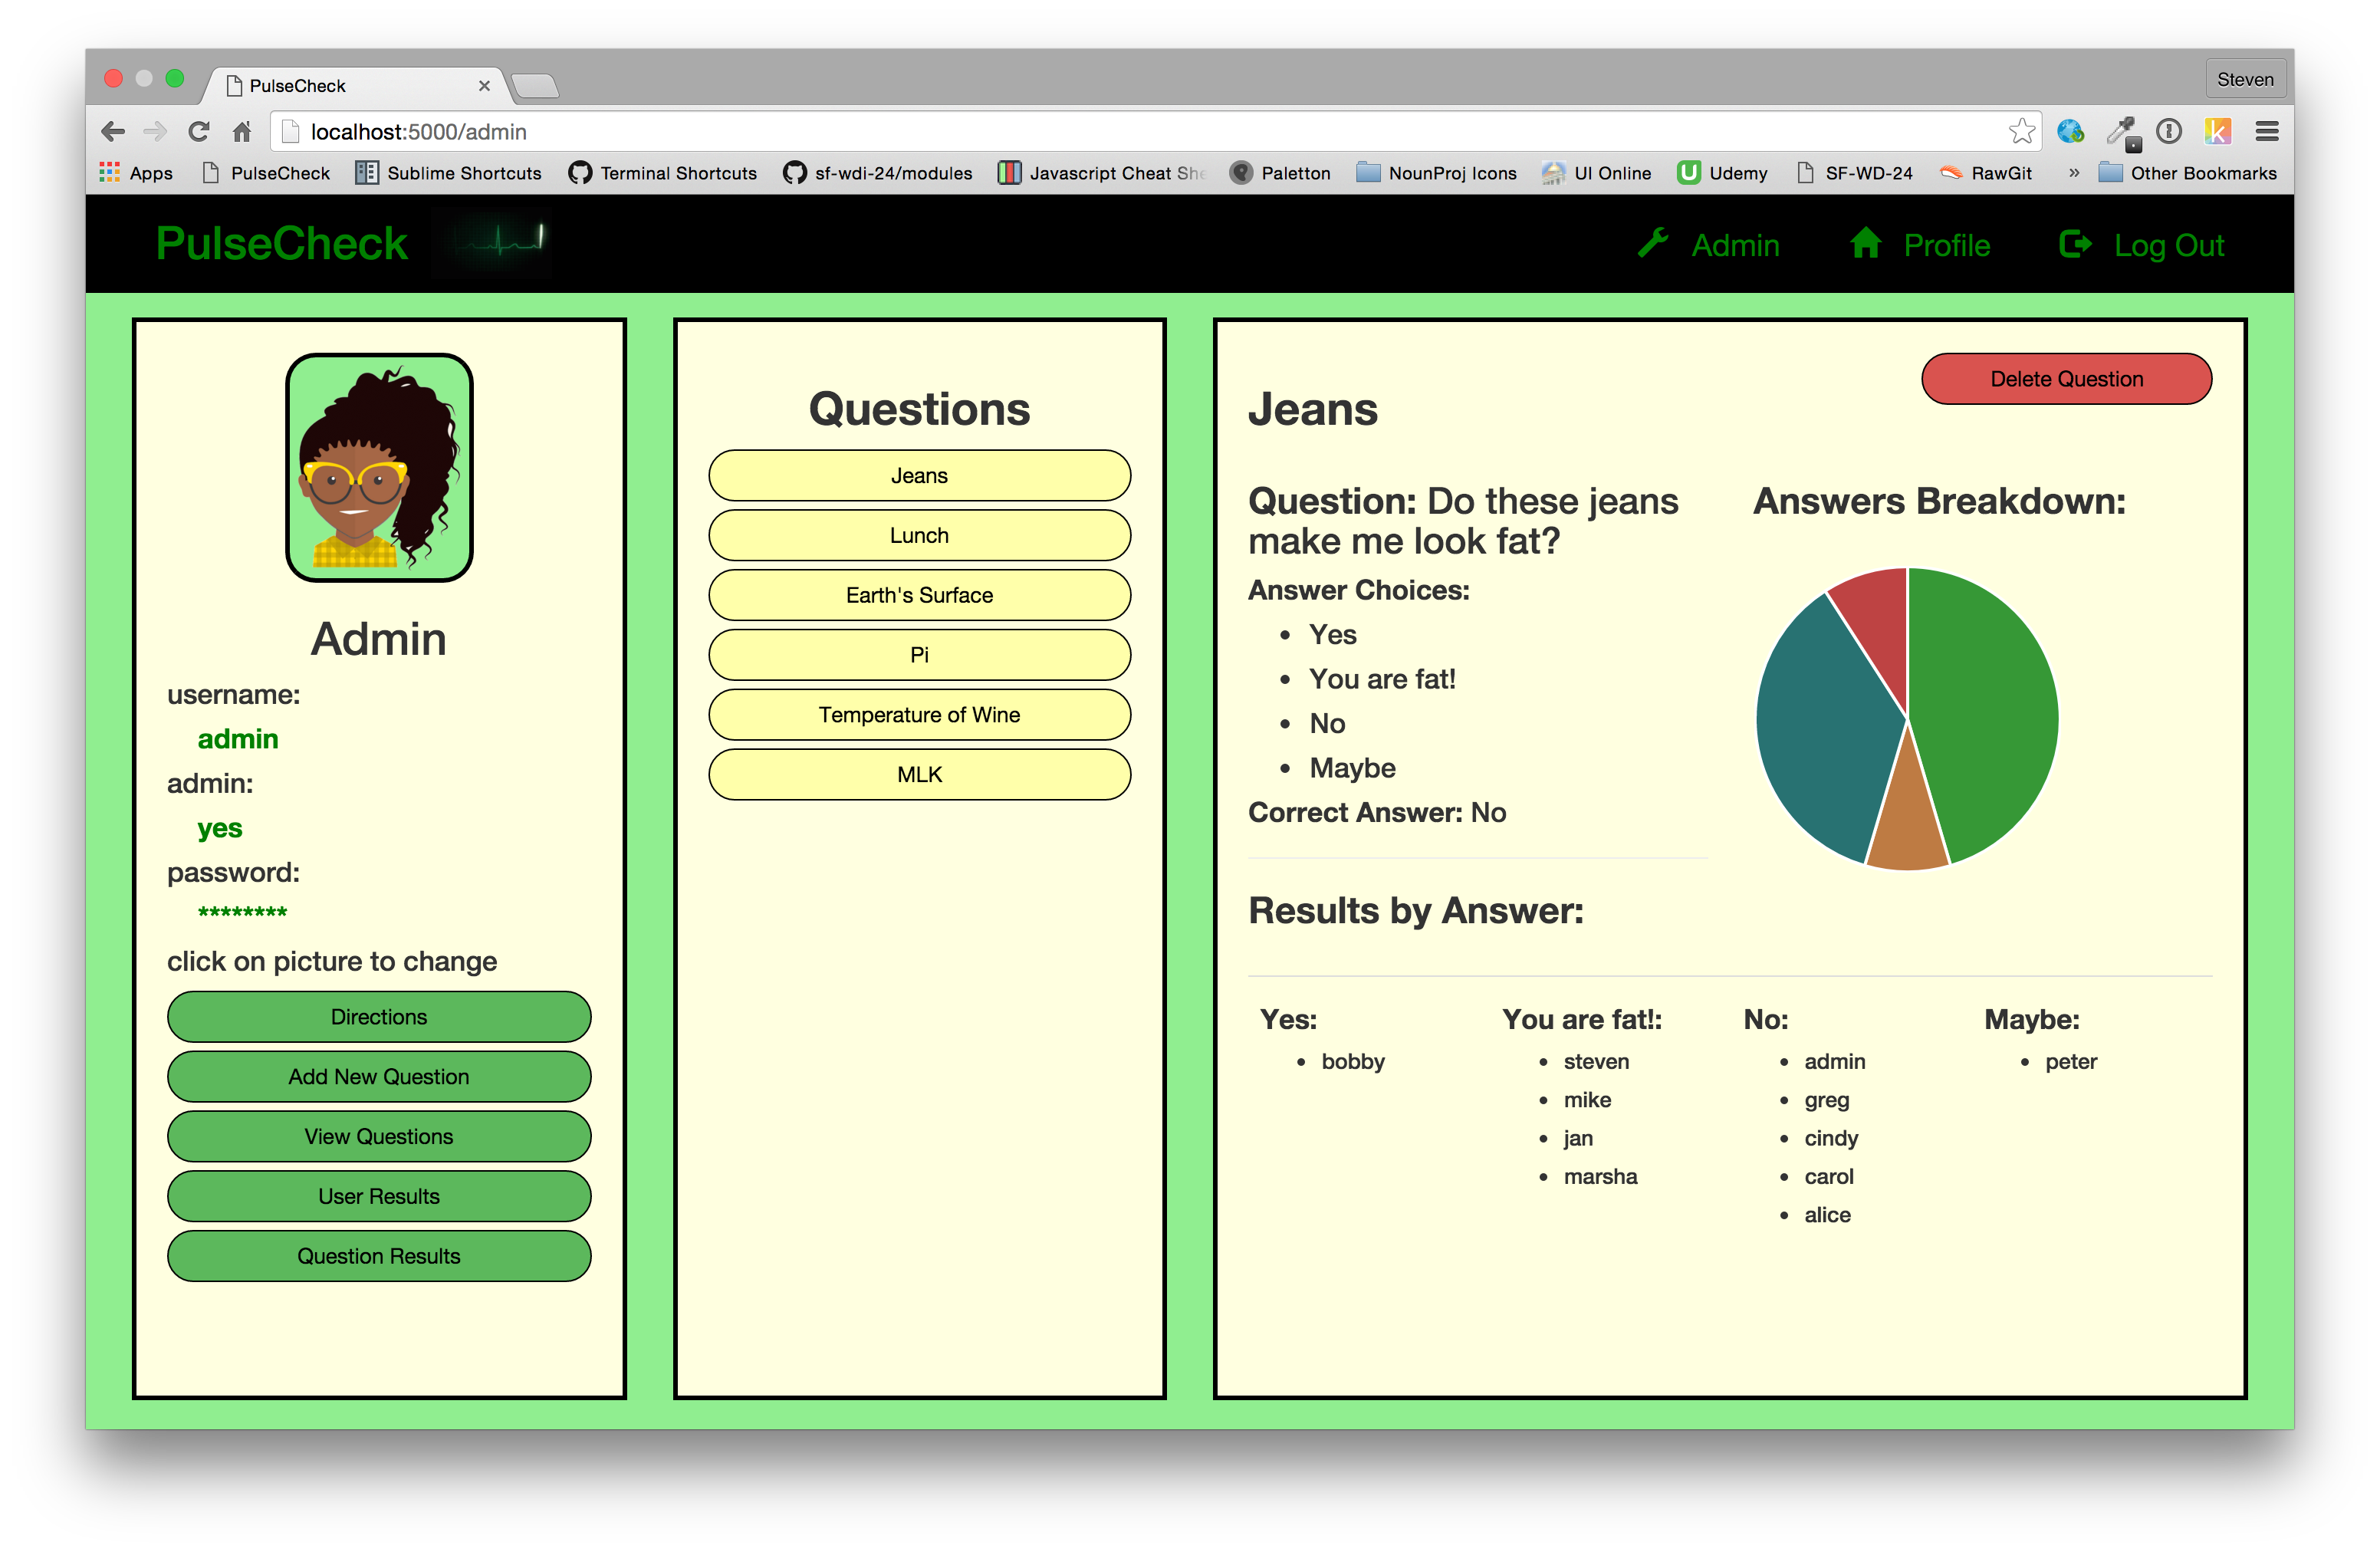 PulseCheck
Steven
localhost:5000/admin
Apps PulseCheck Sublime Shortcuts Terminal Shortcuts sf-wdi-24/modules Javascript Cheat She Paletton NounProj Icons UI Online Udemy SF-WD-24 RawGit » Other Bookmarks
PulseCheck Admin Profile Log Out
Admin
username:
admin
admin:
yes
password:
********
click on picture to change
Directions
Add New Question
View Questions
User Results
Question Results
Questions
Jeans
Lunch
Earth's Surface
Pi
Temperature of Wine
MLK
Delete Question
Jeans
Question: Do these jeans
make me look fat?
Answer Choices:
• Yes
• You are fat!
• No
• Maybe
Correct Answer: No
Answers Breakdown:
Results by Answer:
Yes:
• bobby
You are fat!:
• steven
• mike
• jan
• marsha
No:
• admin
• greg
• cindy
• carol
• alice
Maybe:
• peter